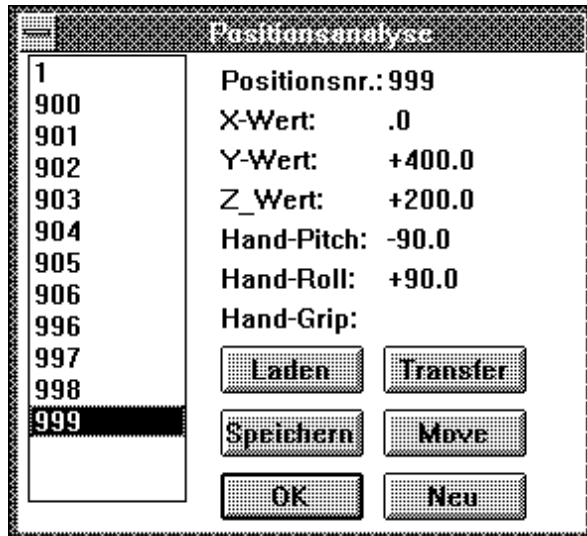 Positionsanalyse
1
900
901
902
903
904
905
906
996
997
998
999
Positionsnr.: 999
X-Wert: .0
Y-Wert: +400.0
Z_Wert: +200.0
Hand-Pitch: -90.0
Hand-Roll: +90.0
Hand-Grip:
Laden Transfer
Speichern Move
OK Neu